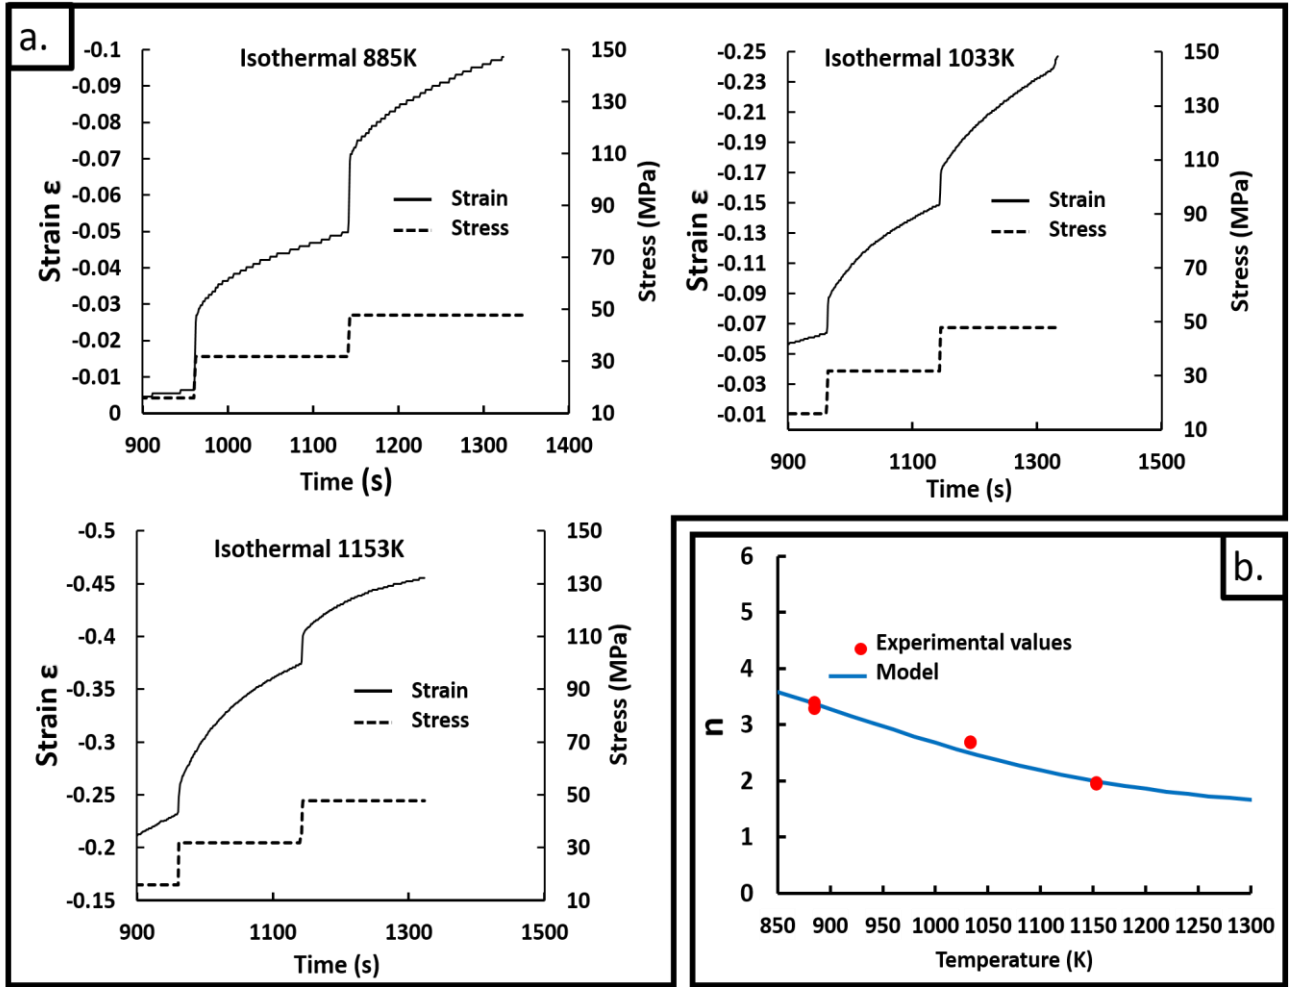 a.
Isothermal 885K
-0.1
-0.09
-0.08
-0.07
-0.06
-0.05
-0.04
-0.03
-0.02
-0.01
0
Strain ε
150
130
110
90
70
50
30
10
Stress (MPa)
Strain
Stress
900 1000 1100 1200 1300 1400
Time (s)
Isothermal 1033K
-0.25
-0.23
-0.21
-0.19
-0.17
-0.15
-0.13
-0.11
-0.09
-0.07
-0.05
-0.03
-0.01
Strain ε
150
130
110
90
70
50
30
10
Stress (MPa)
Strain
Stress
900 1100 1300 1500
Time (s)
Isothermal 1153K
-0.5
-0.45
-0.4
-0.35
-0.3
-0.25
-0.2
-0.15
Strain ε
150
130
110
90
70
50
30
10
Stress (MPa)
Strain
Stress
900 1100 1300 1500
Time (s)
b.
6
5
4
3
2
1
0
n
Experimental values
Model
850 900 950 1000 1050 1100 1150 1200 1250 1300
Temperature (K)